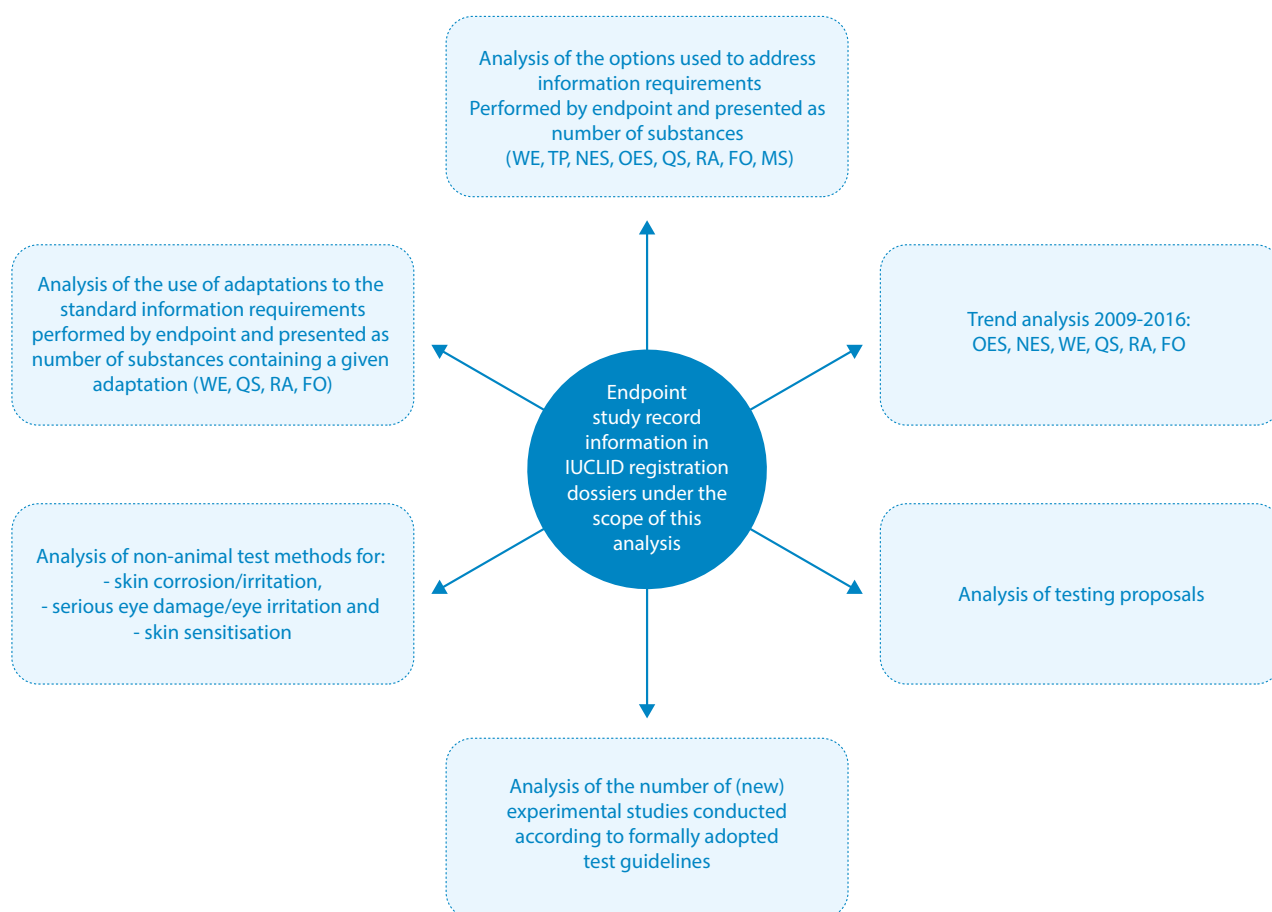 Analysis of the options used to address
information requirements
Performed by endpoint and presented as
number of substances
(WE, TP, NES, OES, QS, RA, FO, MS)
Analysis of the use of adaptations to the
standard information requirements
performed by endpoint and presented as
number of substances containing a given
adaptation (WE, QS, RA, FO)
Trend analysis 2009-2016:
OES, NES, WE, QS, RA, FO
Endpoint
study record
information in
IUCLID registration
dossiers under the
scope of this
analysis
Analysis of non-animal test methods for:
- skin corrosion/irritation,
- serious eye damage/eye irritation and
- skin sensitisation
Analysis of testing proposals
Analysis of the number of (new)
experimental studies conducted
according to formally adopted
test guidelines